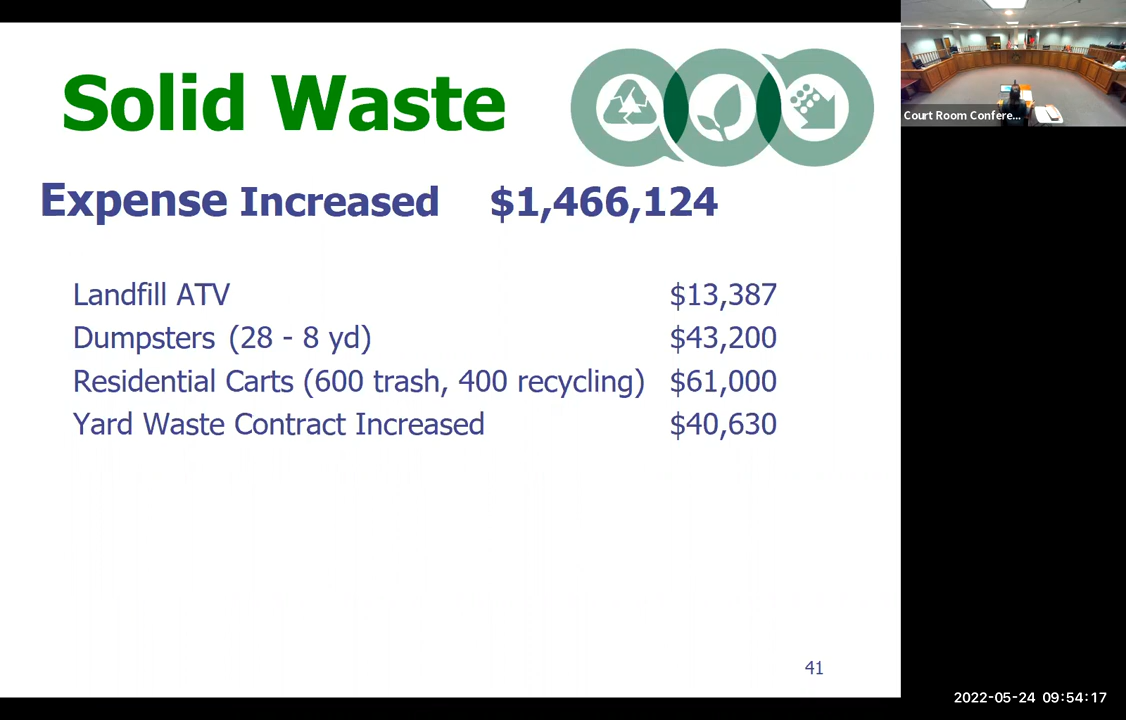 Solid Waste
Expense Increased $1,466,124
Landfill ATV $13,387
Dumpsters (28 - 8 yd) $43,200
Residential Carts (600 trash, 400 recycling) $61,000
Yard Waste Contract Increased $40,630
41
Court Room Confere...
2022-05-24 09:54:17